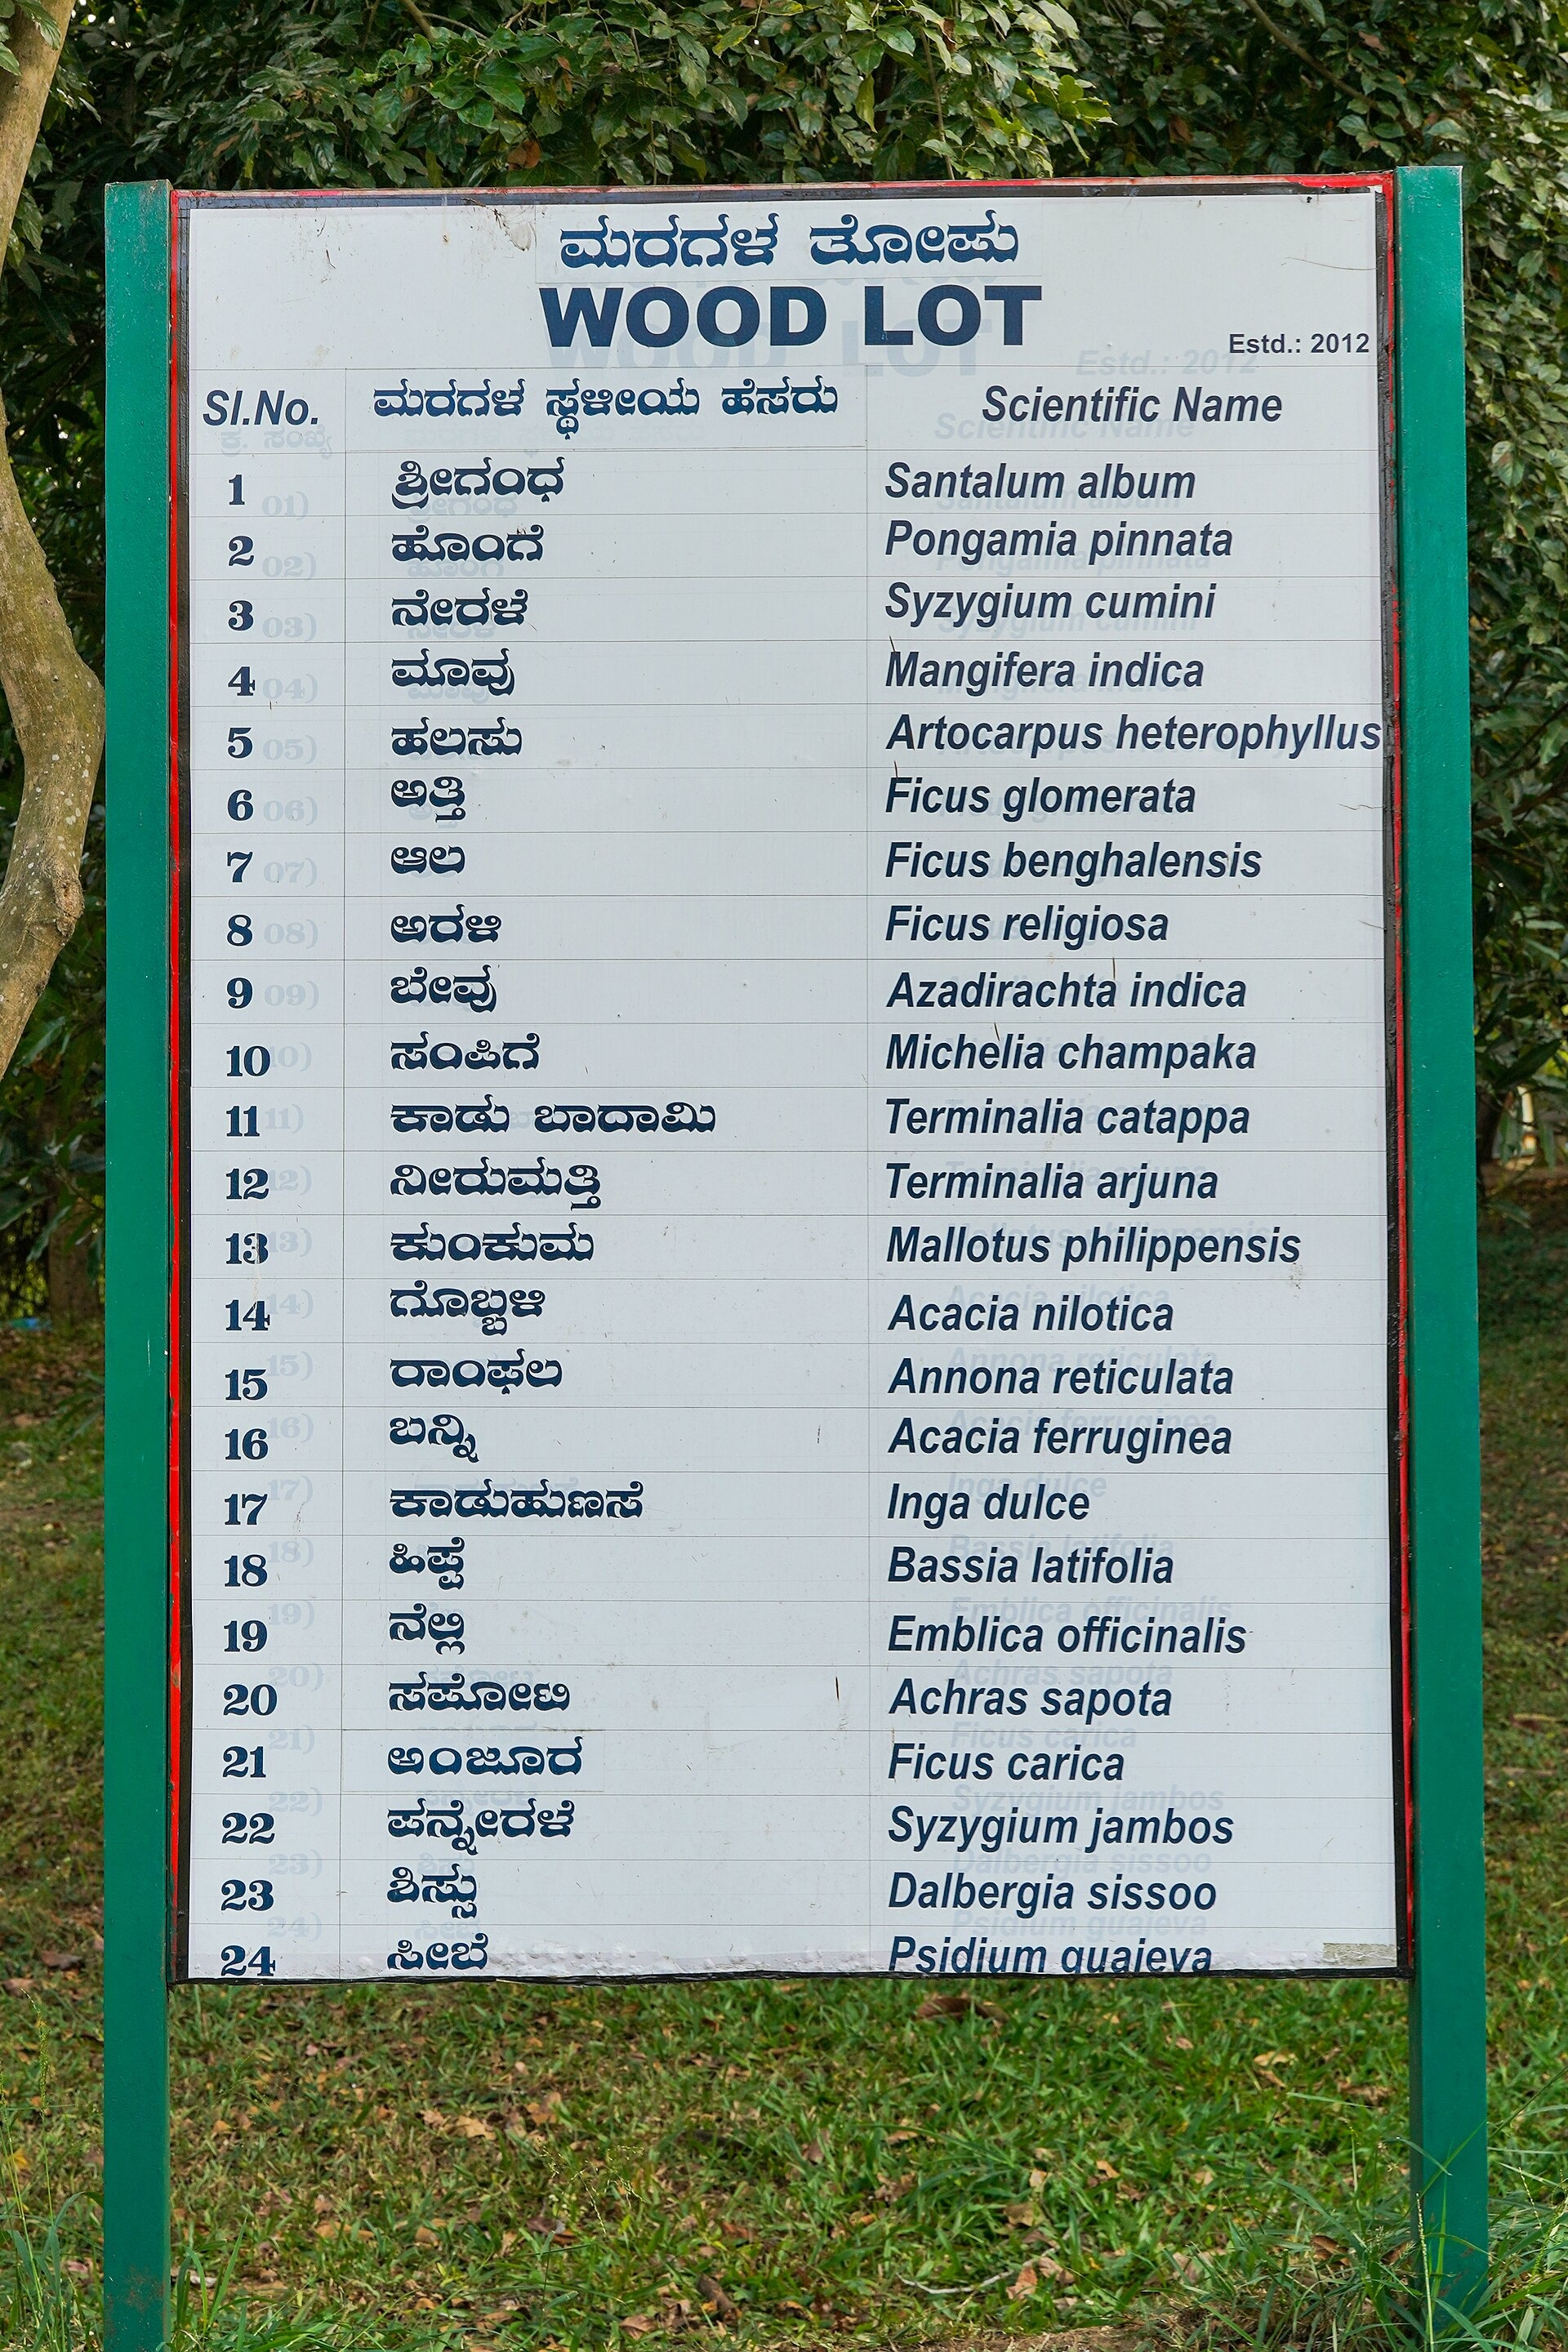 ಮರಗಳ ತೋಪು
WOOD LOT
Estd.: 2012
Sl.No. ಮರಗಳ ಸ್ಥಳೀಯ ಹೆಸರು Scientific Name
1 ಶ್ರೀಗಂಧ Santalum album
2 ಹೊಂಗೆ Pongamia pinnata
3 ನೇರಳೆ Syzygium cumini
4 ಮಾವು Mangifera indica
5 ಹಲಸು Artocarpus heterophyllus
6 ಅತ್ತಿ Ficus glomerata
7 ಆಲ Ficus benghalensis
8 ಅರಳಿ Ficus religiosa
9 ಬೇವು Azadirachta indica
10 ಸಂಪಿಗೆ Michelia champaka
11 ಕಾಡು ಬಾದಾಮಿ Terminalia catappa
12 ನೀರುಮತ್ತಿ Terminalia arjuna
13 ಕುಂಕುಮ Mallotus philippensis
14 ಗೊಬ್ಬಳಿ Acacia nilotica
15 ರಾಂಫಲ Annona reticulata
16 ಬನ್ನಿ Acacia ferruginea
17 ಕಾಡುಹುಣಸೆ Inga dulce
18 ಹಿಪ್ಪೆ Bassia latifolia
19 ನೆಲ್ಲಿ Emblica officinalis
20 ಸಪೋಟ Achras sapota
21 ಅಂಜೂರ Ficus carica
22 ಪನ್ನೇರಳೆ Syzygium jambos
23 ಶಿಸ್ಸು Dalbergia sissoo
24 ಸೀಬೆ Psidium guajeva